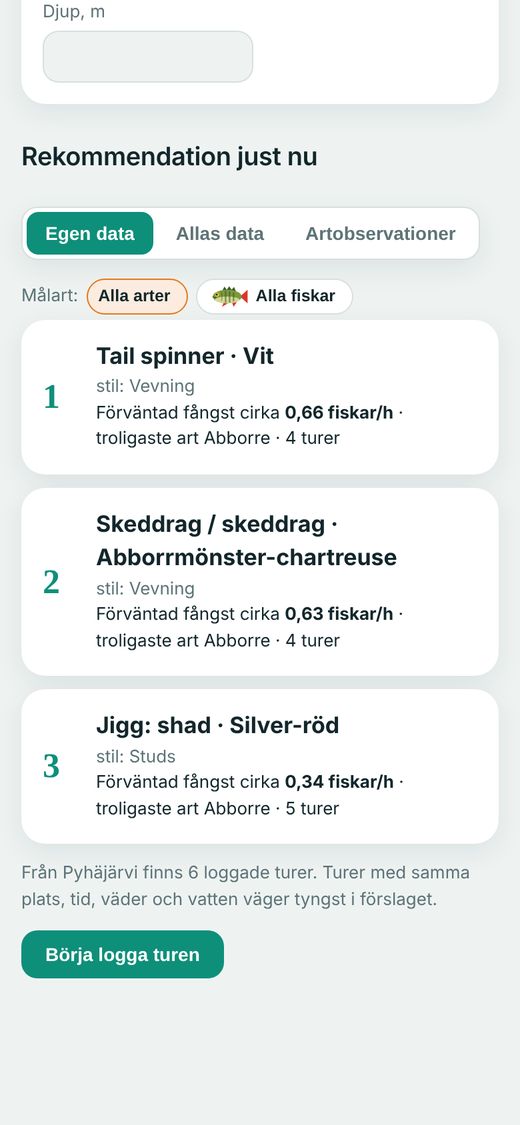 Djup, m
Rekommendation just nu
Egen data
Allas data
Artobservationer
Målart:
Alla arter
Alla fiskar
1
Tail spinner · Vit
stil: Vevning
Förväntad fångst cirka 0,66 fiskar/h ·
troligaste art Abborre · 4 turer
2
Skeddrag / skeddrag ·
Abborrmönster-chartreuse
stil: Vevning
Förväntad fångst cirka 0,63 fiskar/h ·
troligaste art Abborre · 4 turer
3
Jigg: shad · Silver-röd
stil: Studs
Förväntad fångst cirka 0,34 fiskar/h ·
troligaste art Abborre · 5 turer
Från Pyhäjärvi finns 6 loggade turer. Turer med samma
plats, tid, väder och vatten väger tyngst i förslaget.
Börja logga turen